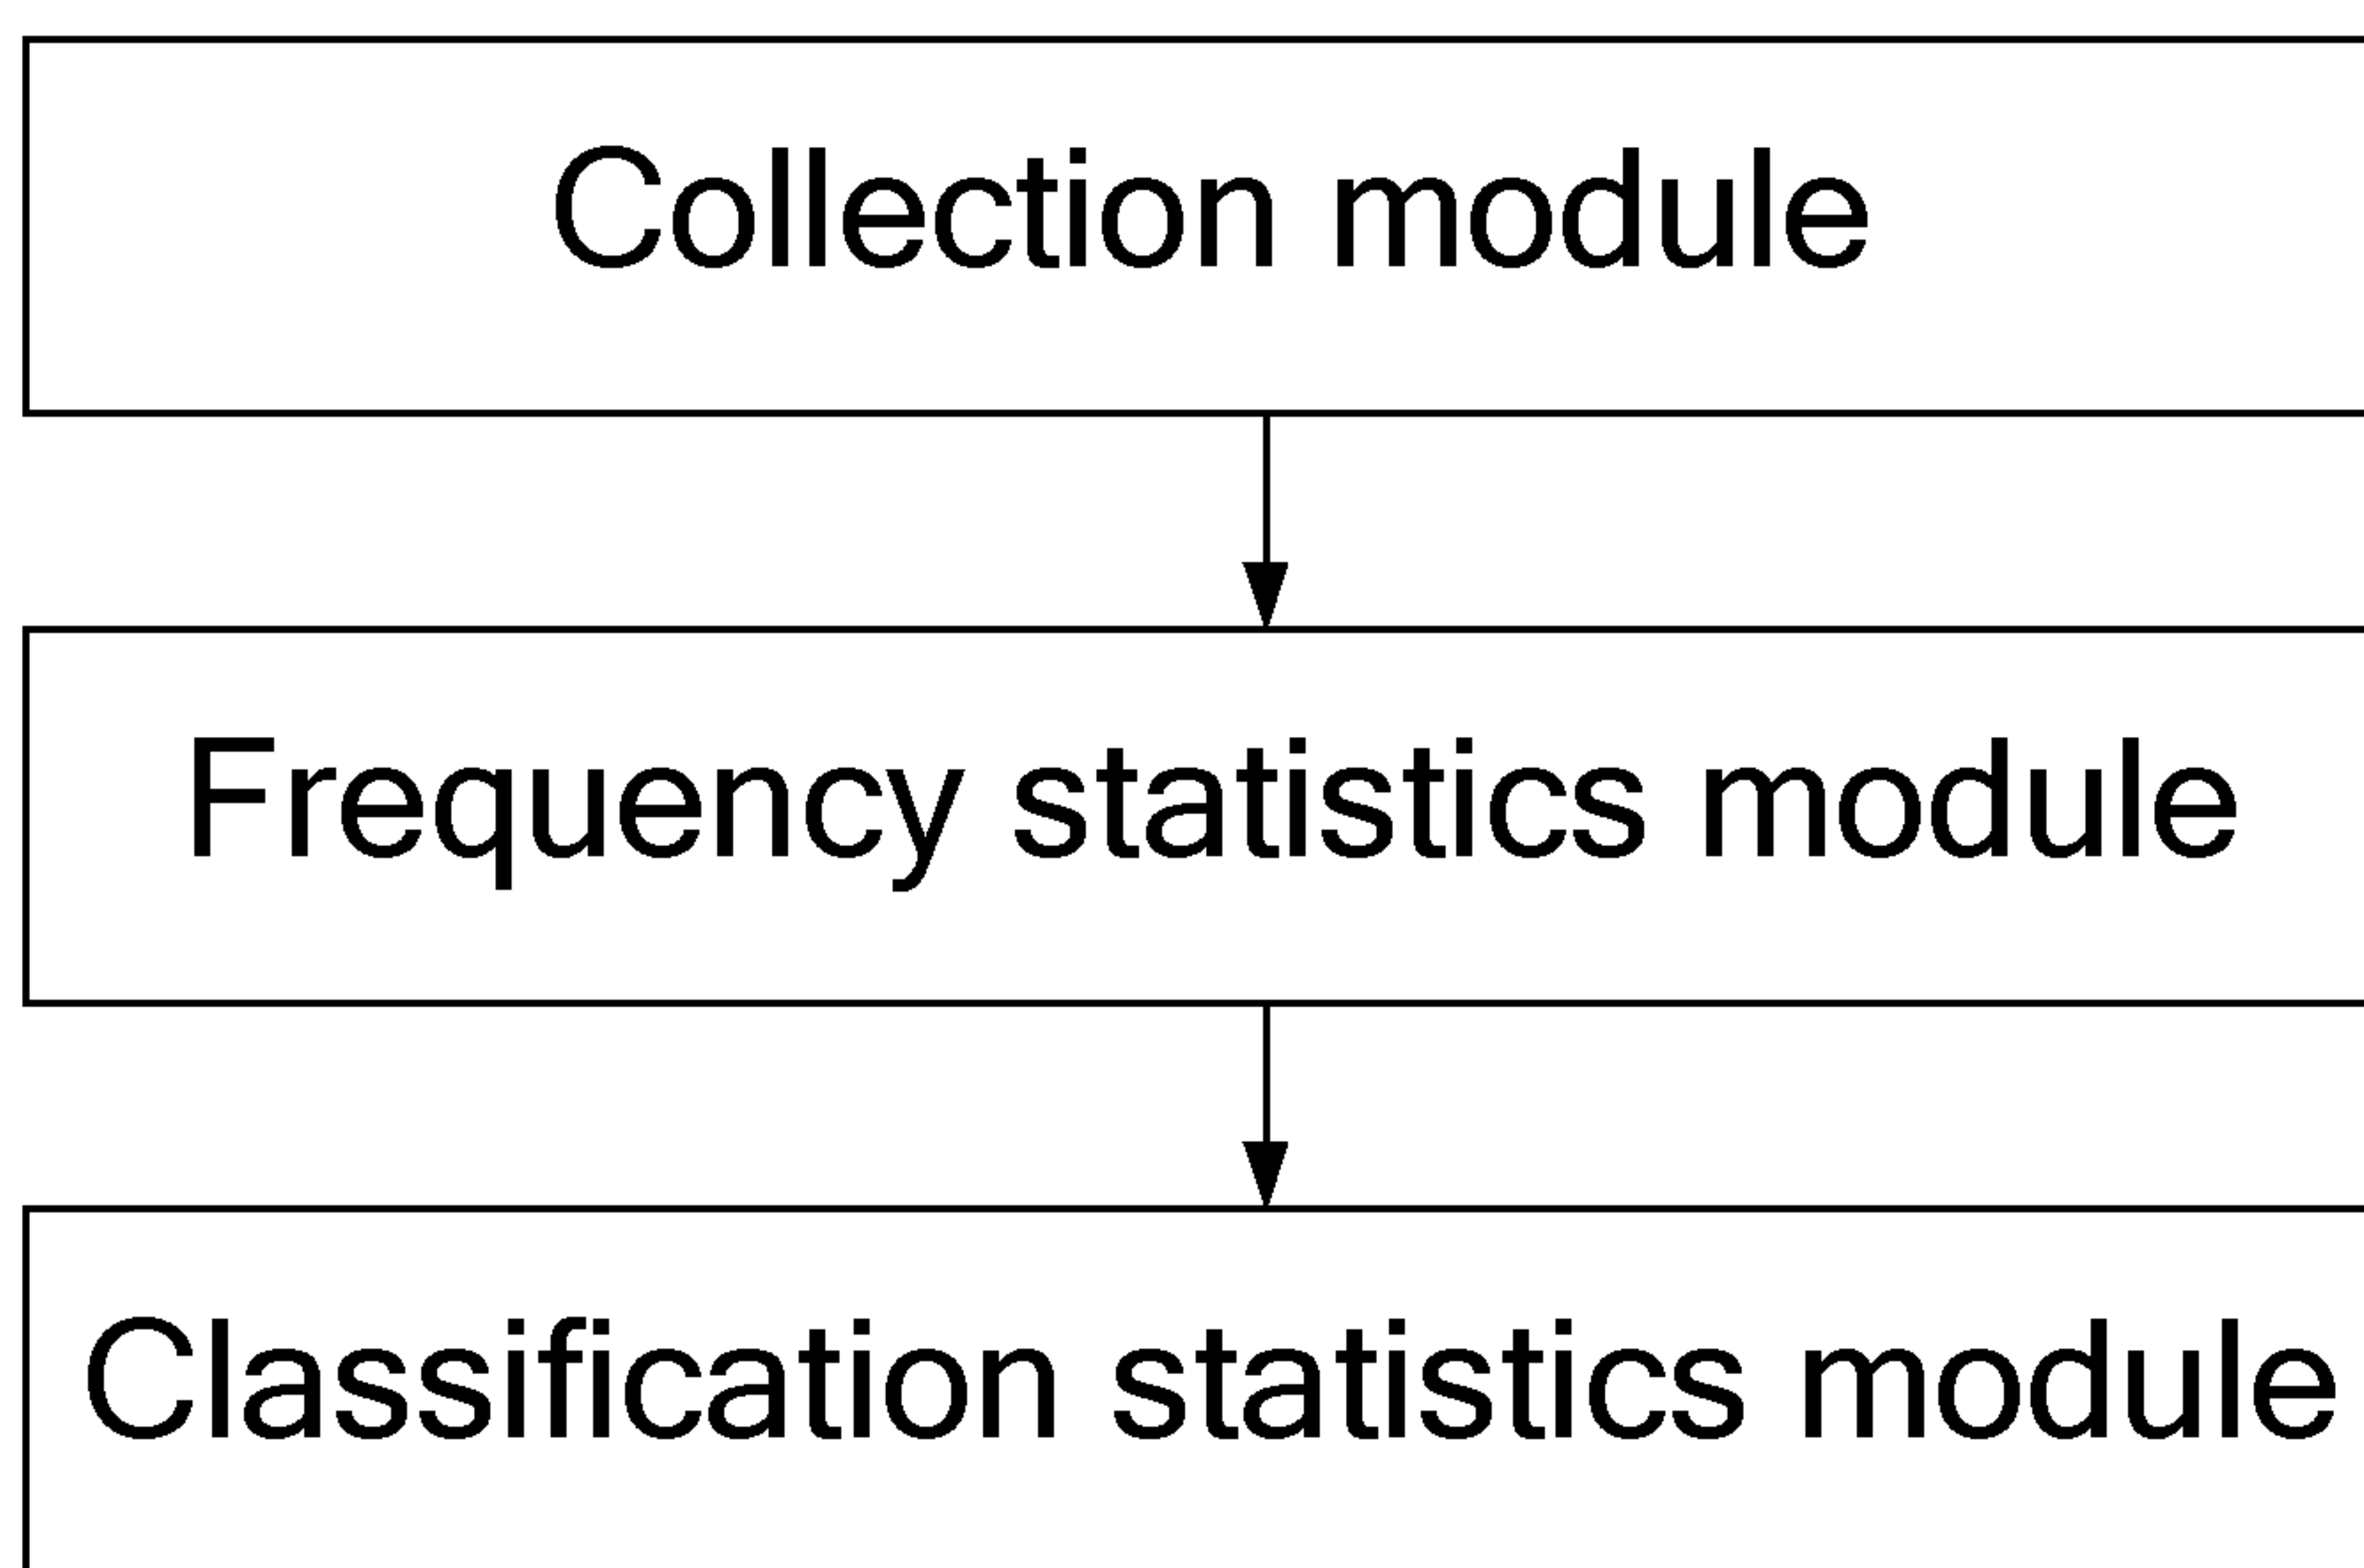 Collection module
Frequency statistics module
Classification statistics module